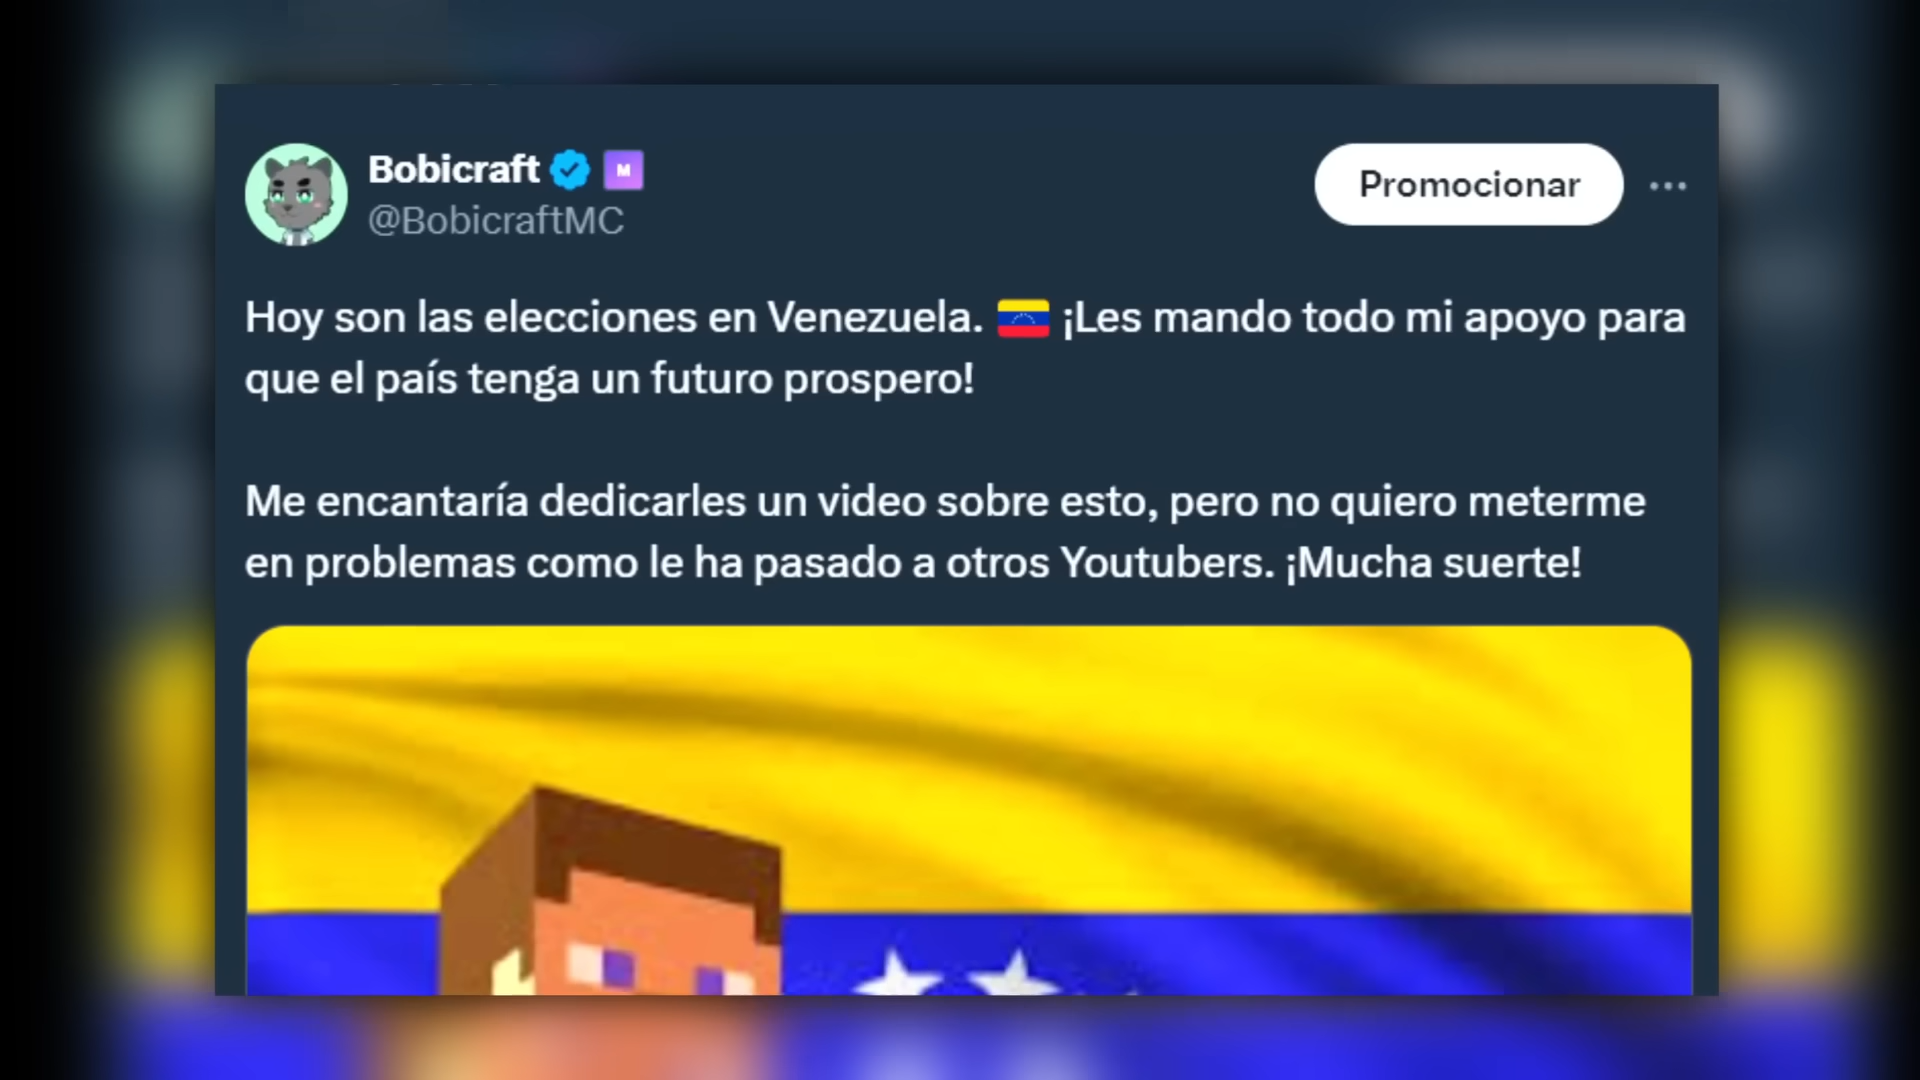 Bobicraft M
@BobicraftMC
Promocionar
Hoy son las elecciones en Venezuela. 🇻🇪 ¡Les mando todo mi apoyo para
que el país tenga un futuro prospero!
Me encantaría dedicarles un video sobre esto, pero no quiero meterme
en problemas como le ha pasado a otros Youtubers. ¡Mucha suerte!